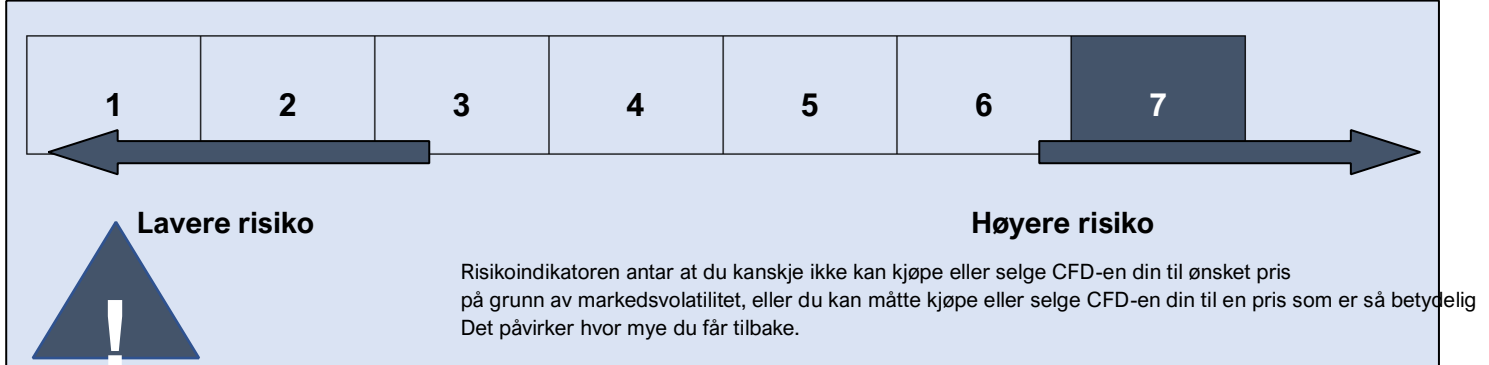 1 2 3 4 5 6 7
Lavere risiko Høyere risiko
Risikoindikatoren antar at du kanskje ikke kan kjøpe eller selge CFD-en din til ønsket pris
på grunn av markedsvolatilitet, eller du kan måtte kjøpe eller selge CFD-en din til en pris som er så betydelig
Det påvirker hvor mye du får tilbake.
!